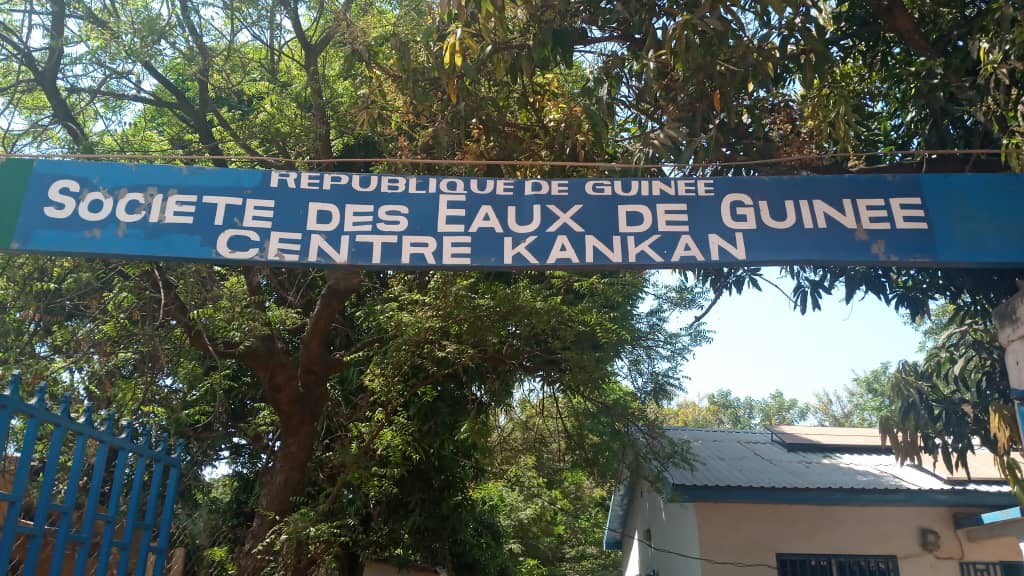 REPUBLIQUE DE GUINEE
SOCIETE DES EAUX DE GUINEE
CENTRE KANKAN